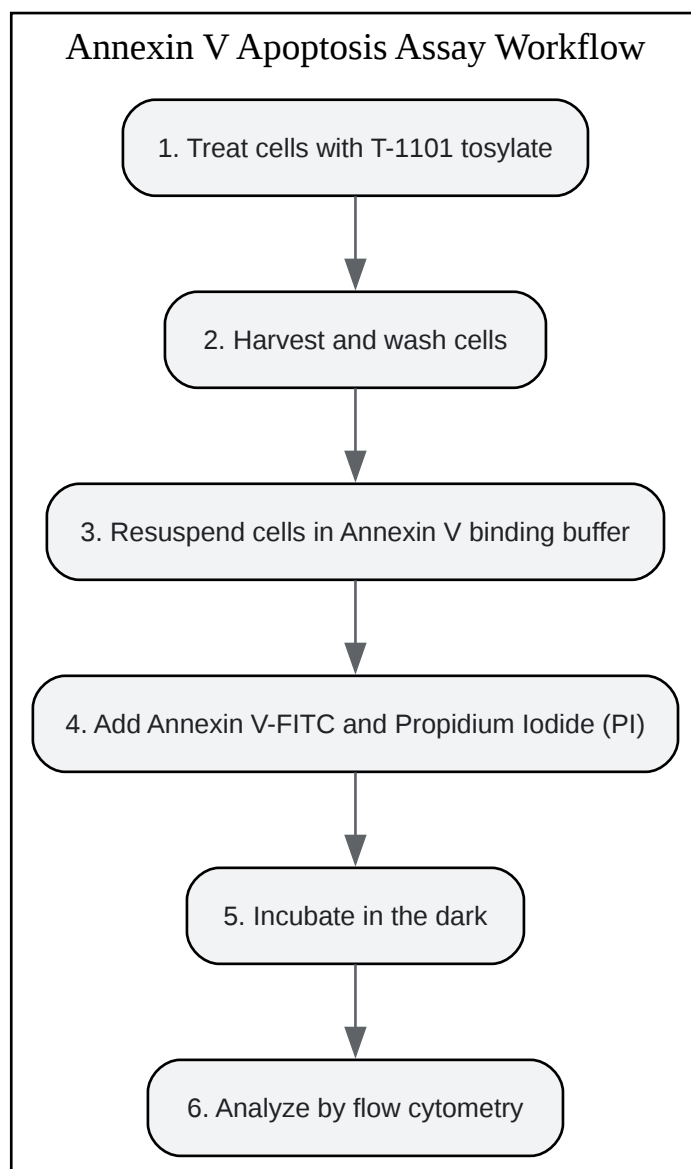 Annexin V Apoptosis Assay Workflow
1. Treat cells with T-1101 tosylate
2. Harvest and wash cells
3. Resuspend cells in Annexin V binding buffer
4. Add Annexin V-FITC and Propidium Iodide (PI)
5. Incubate in the dark
6. Analyze by flow cytometry